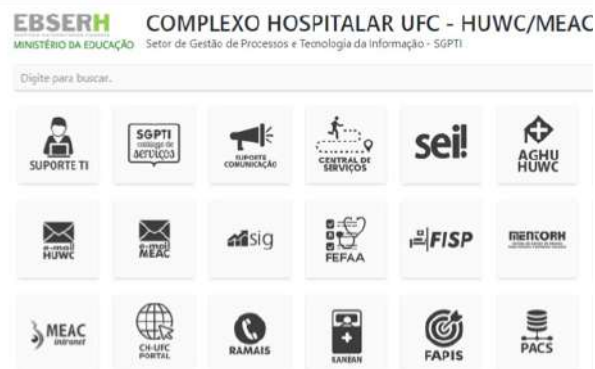 EBSERH
COMPLEXO HOSPITALAR UFC - HUWC/MEAC
MINISTÉRIO DA EDUCAÇÃO
Setor de Gestão de Processos e Tecnologia da Informação - SGPTI
Digite para buscar.
SUPORTE TI
SGPTI
catálogo de
serviços
SUPORTE
COMUNICAÇÃO
CENTRAL DE
SERVIÇOS
sei!
AGHU
HUWC
e-mail
HUWC
e-mail
MEAC
sig
FEFAA
FISP
MENTORH
MEAC
intranet
CH-UFC
PORTAL
RAMAIS
KANBAN
FAPIS
PACS